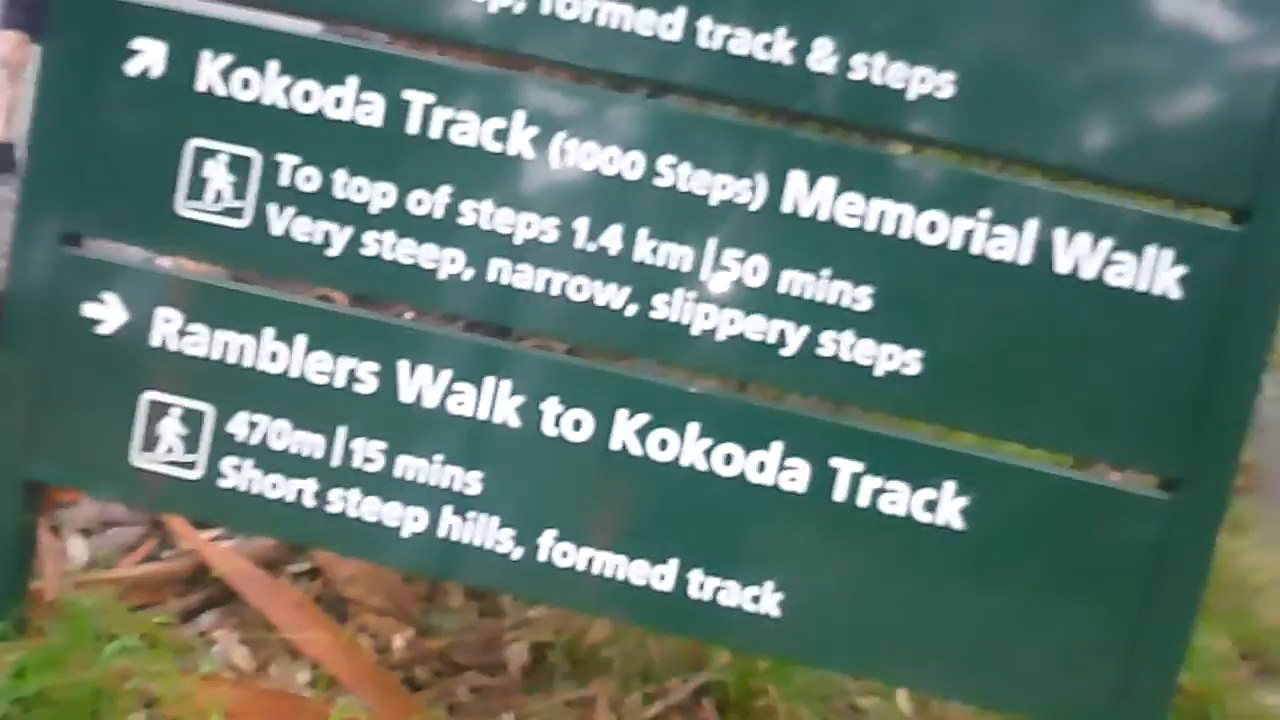 formed track & steps
Kokoda Track (1000 Steps) Memorial Walk
To top of steps 1.4 km | 50 mins
Very steep, narrow, slippery steps
Ramblers Walk to Kokoda Track
470m | 15 mins
Short steep hills, formed track